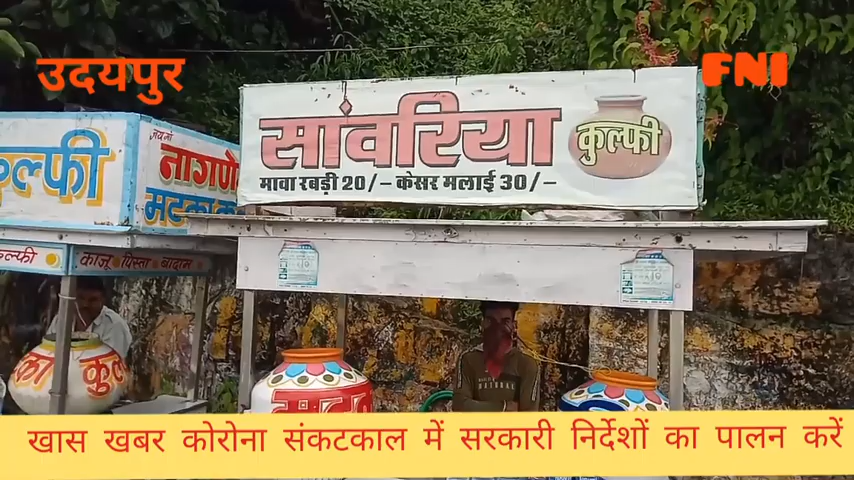 उदयपुर
FNI
सावरिया
कुल्फी
मावा रबड़ी 20/- केसर मलाई 30/-
कुल्फी
नागणे
मटका
काजू पिस्ता बादाम
खास खबर कोरोना संकटकाल में सरकारी निर्देशों का पालन करें